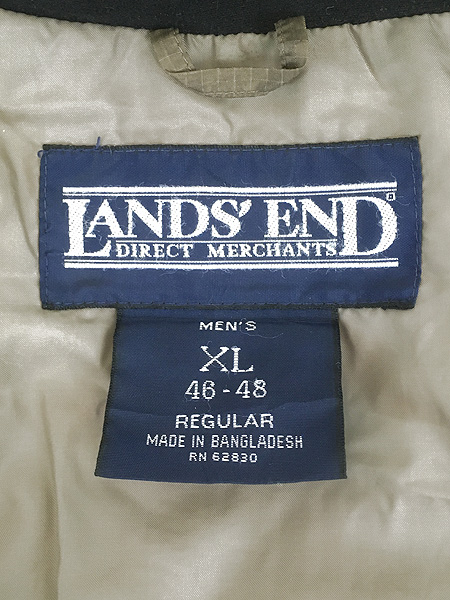 LANDS' END
DIRECT MERCHANTS
MEN'S
XL
46-48
REGULAR
MADE IN BANGLADESH
RN 62830